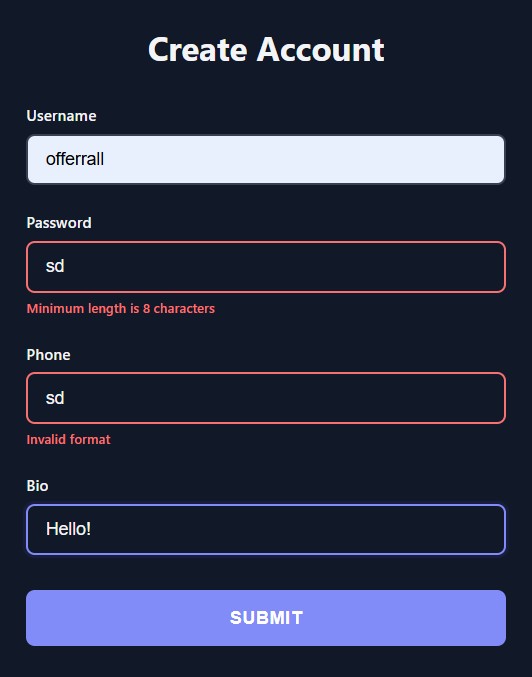 Create Account
Username
offerrall
Password
sd
Minimum length is 8 characters
Phone
sd
Invalid format
Bio
Hello!
SUBMIT